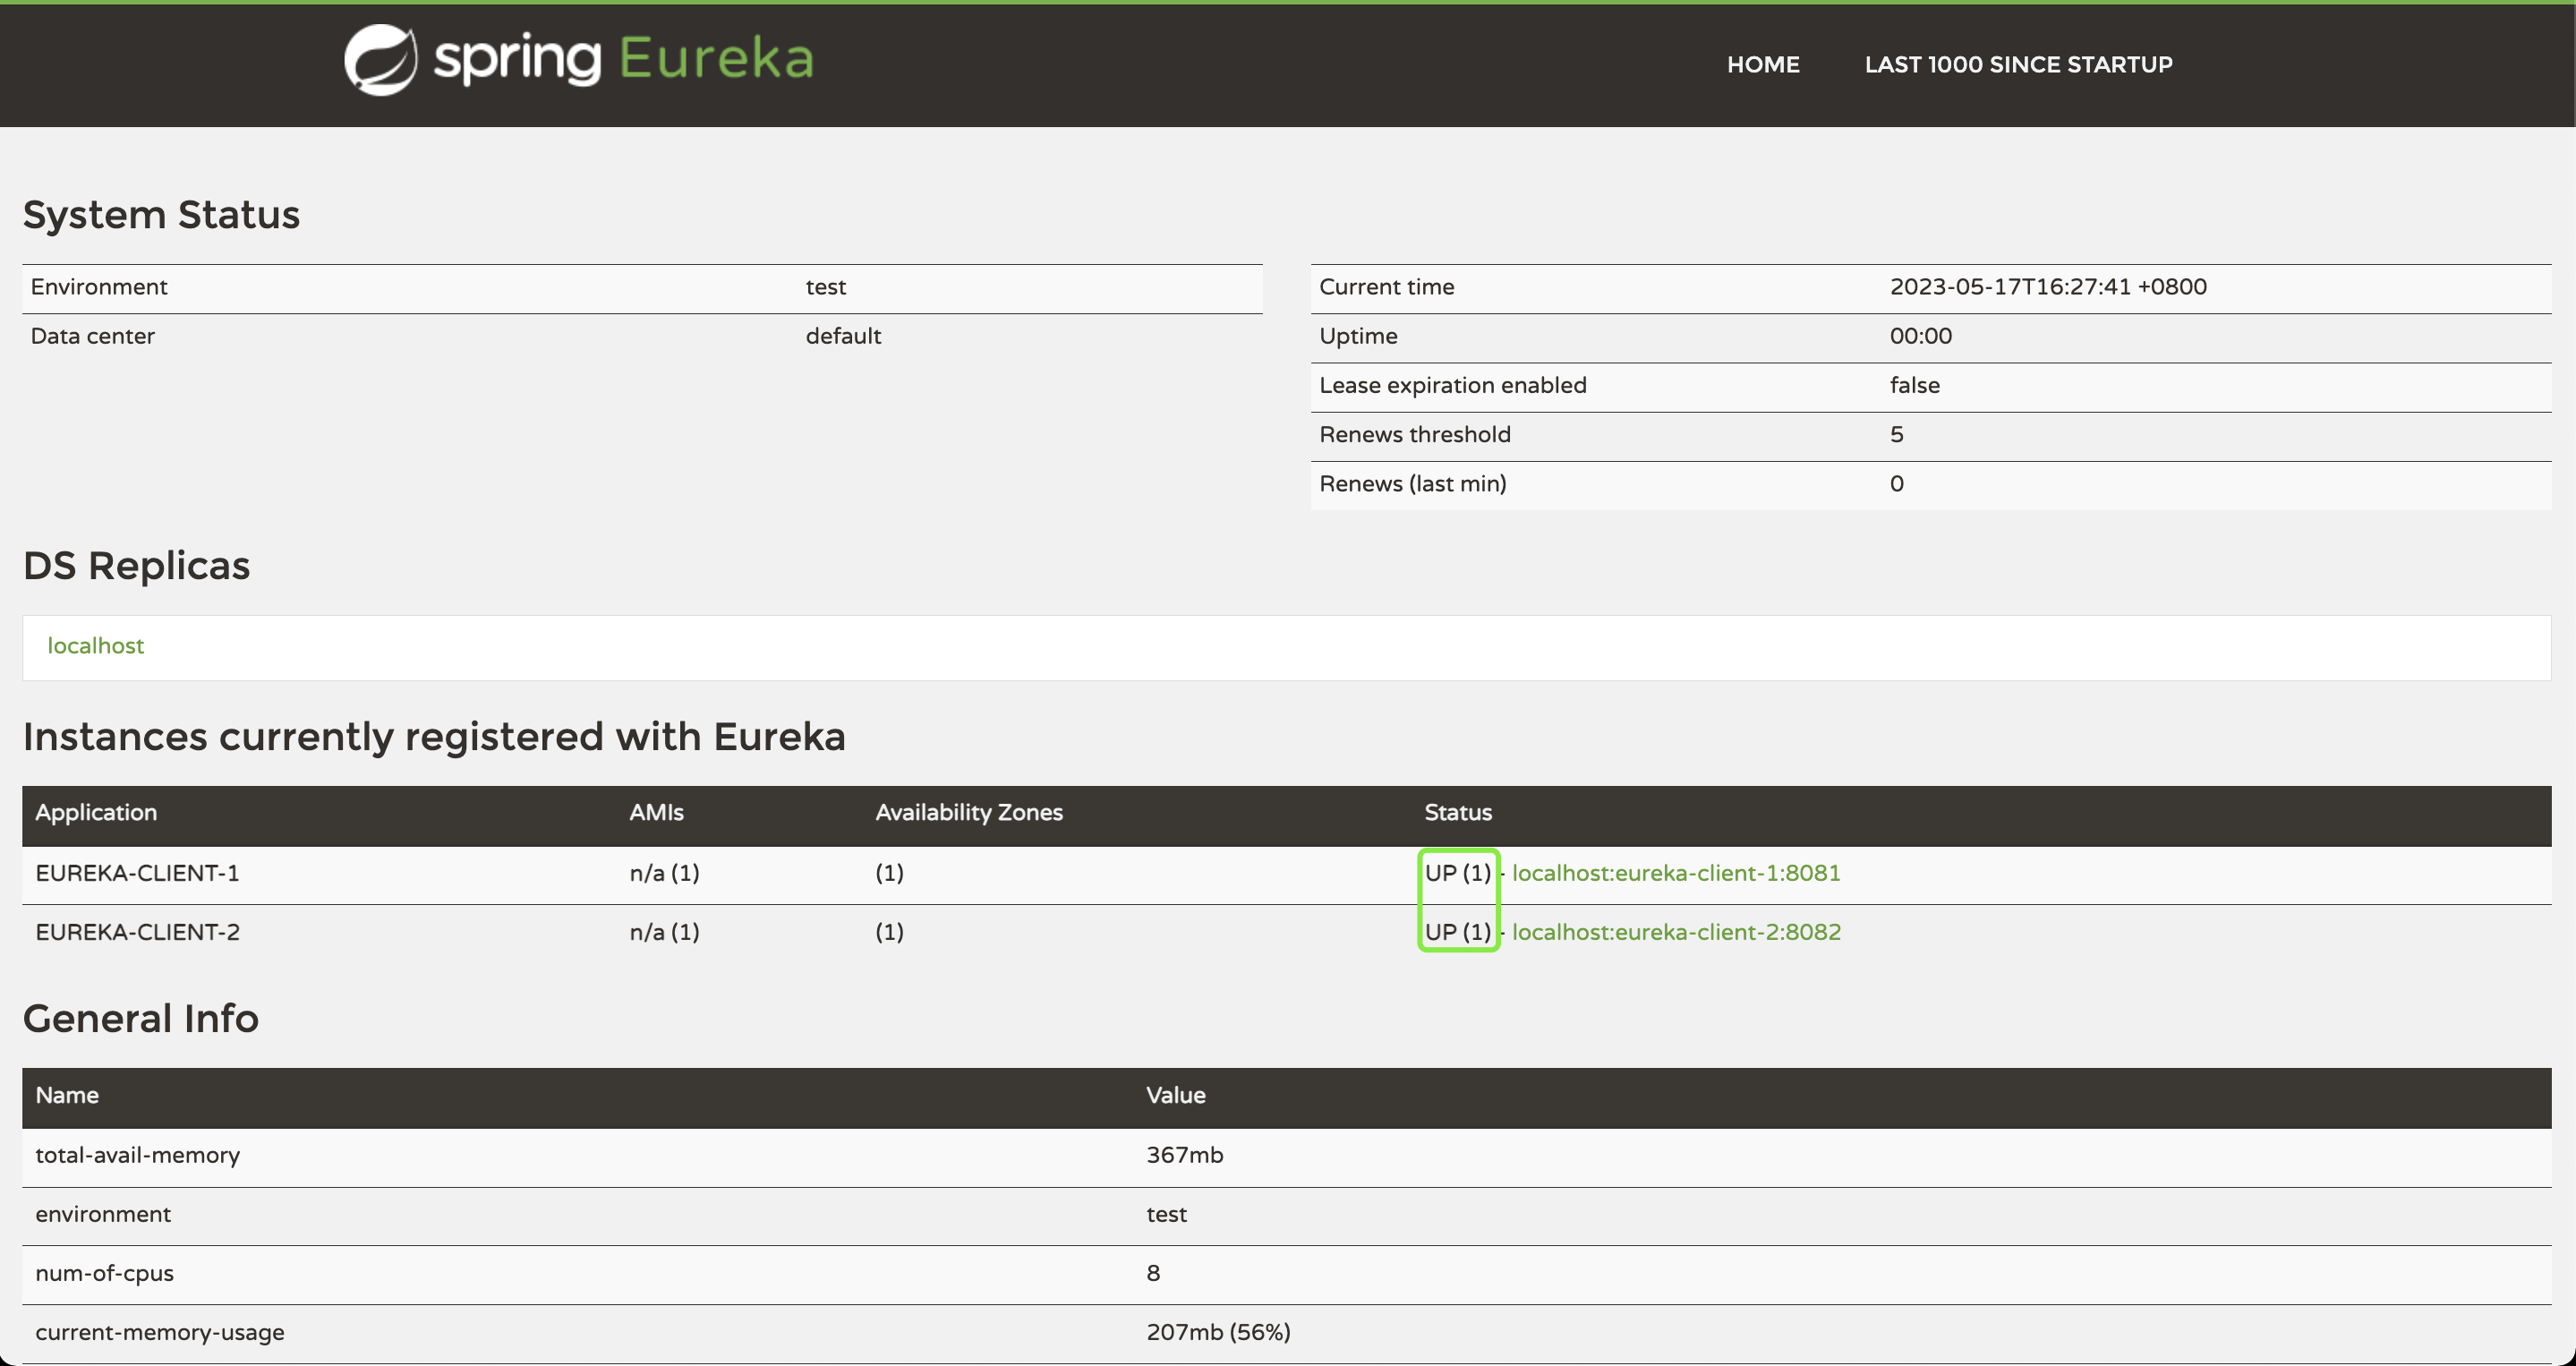 spring Eureka
HOME LAST 1000 SINCE STARTUP
System Status
Environment test
Data center default
Current time 2023-05-17T16:27:41 +0800
Uptime 00:00
Lease expiration enabled false
Renews threshold 5
Renews (last min) 0
DS Replicas
localhost
Instances currently registered with Eureka
Application AMIs Availability Zones Status
EUREKA-CLIENT-1 n/a (1) (1) UP (1) - localhost:eureka-client-1:8081
EUREKA-CLIENT-2 n/a (1) (1) UP (1) - localhost:eureka-client-2:8082
General Info
Name Value
total-avail-memory 367mb
environment test
num-of-cpus 8
current-memory-usage 207mb (56%)